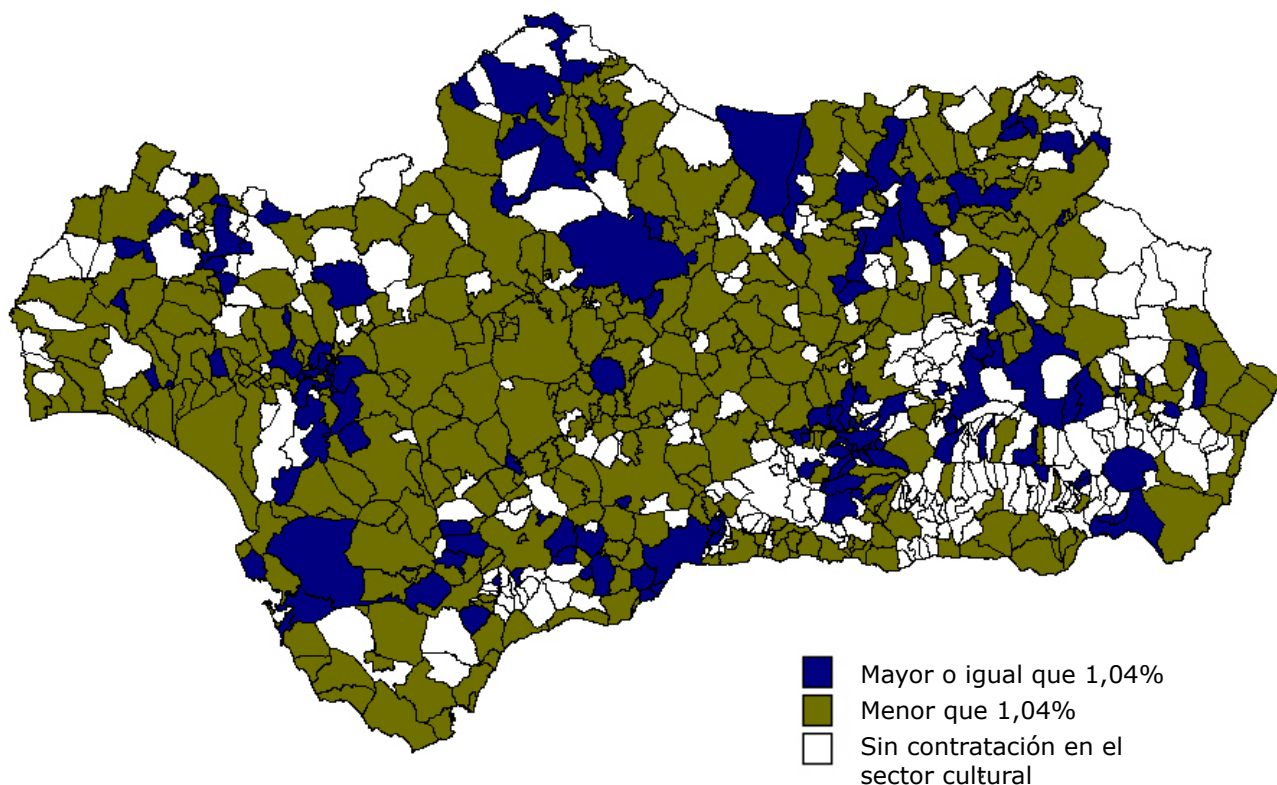 Mayor o igual que 1,04%
Menor que 1,04%
Sin contratación en el
sector cultural